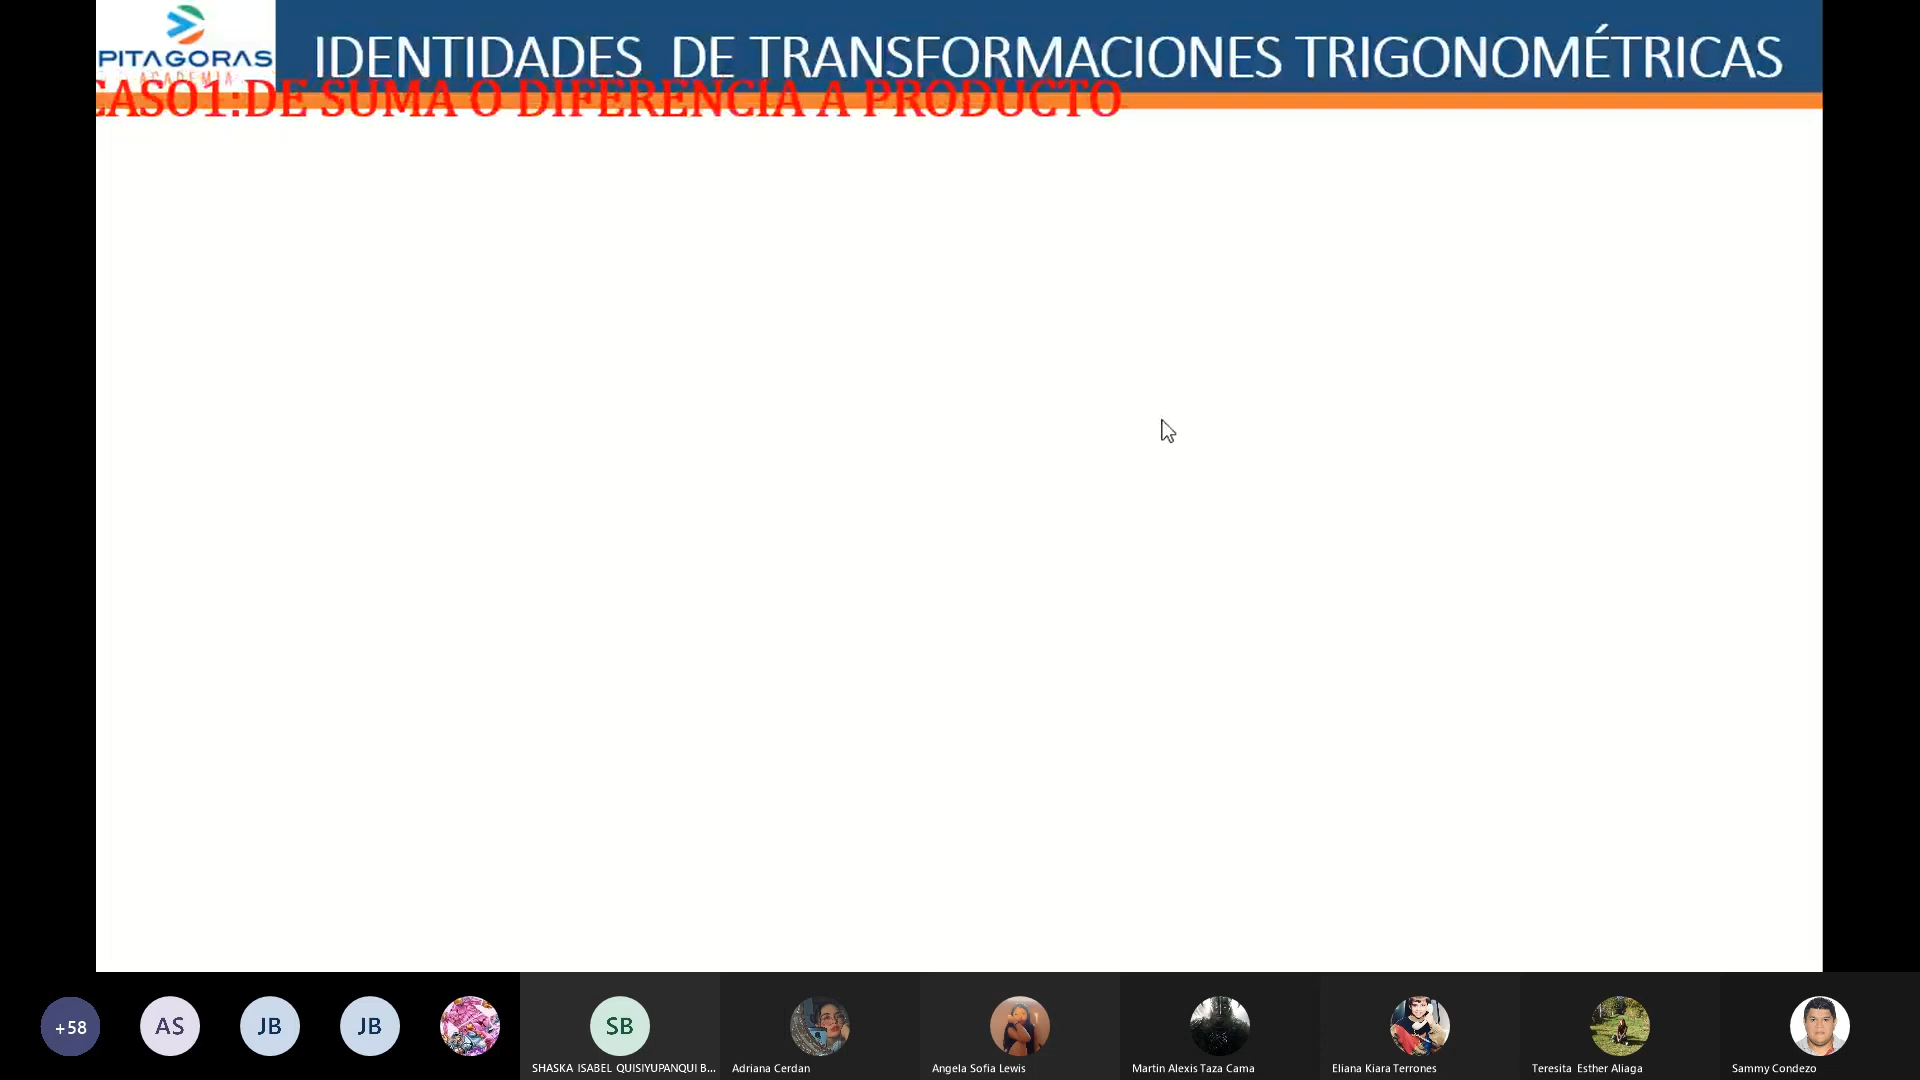 PITAGORAS
ACADEMIA
IDENTIDADES DE TRANSFORMACIONES TRIGONOMÉTRICAS
CASO1:DE SUMA O DIFERENCIA A PRODUCTO
+58
AS
JB
JB
SB
SHASKA ISABEL QUISIYUPANQUI B...
Adriana Cerdan
Angela Sofia Lewis
Martin Alexis Taza Cama
Eliana Kiara Terrones
Teresita Esther Aliaga
Sammy Condezo